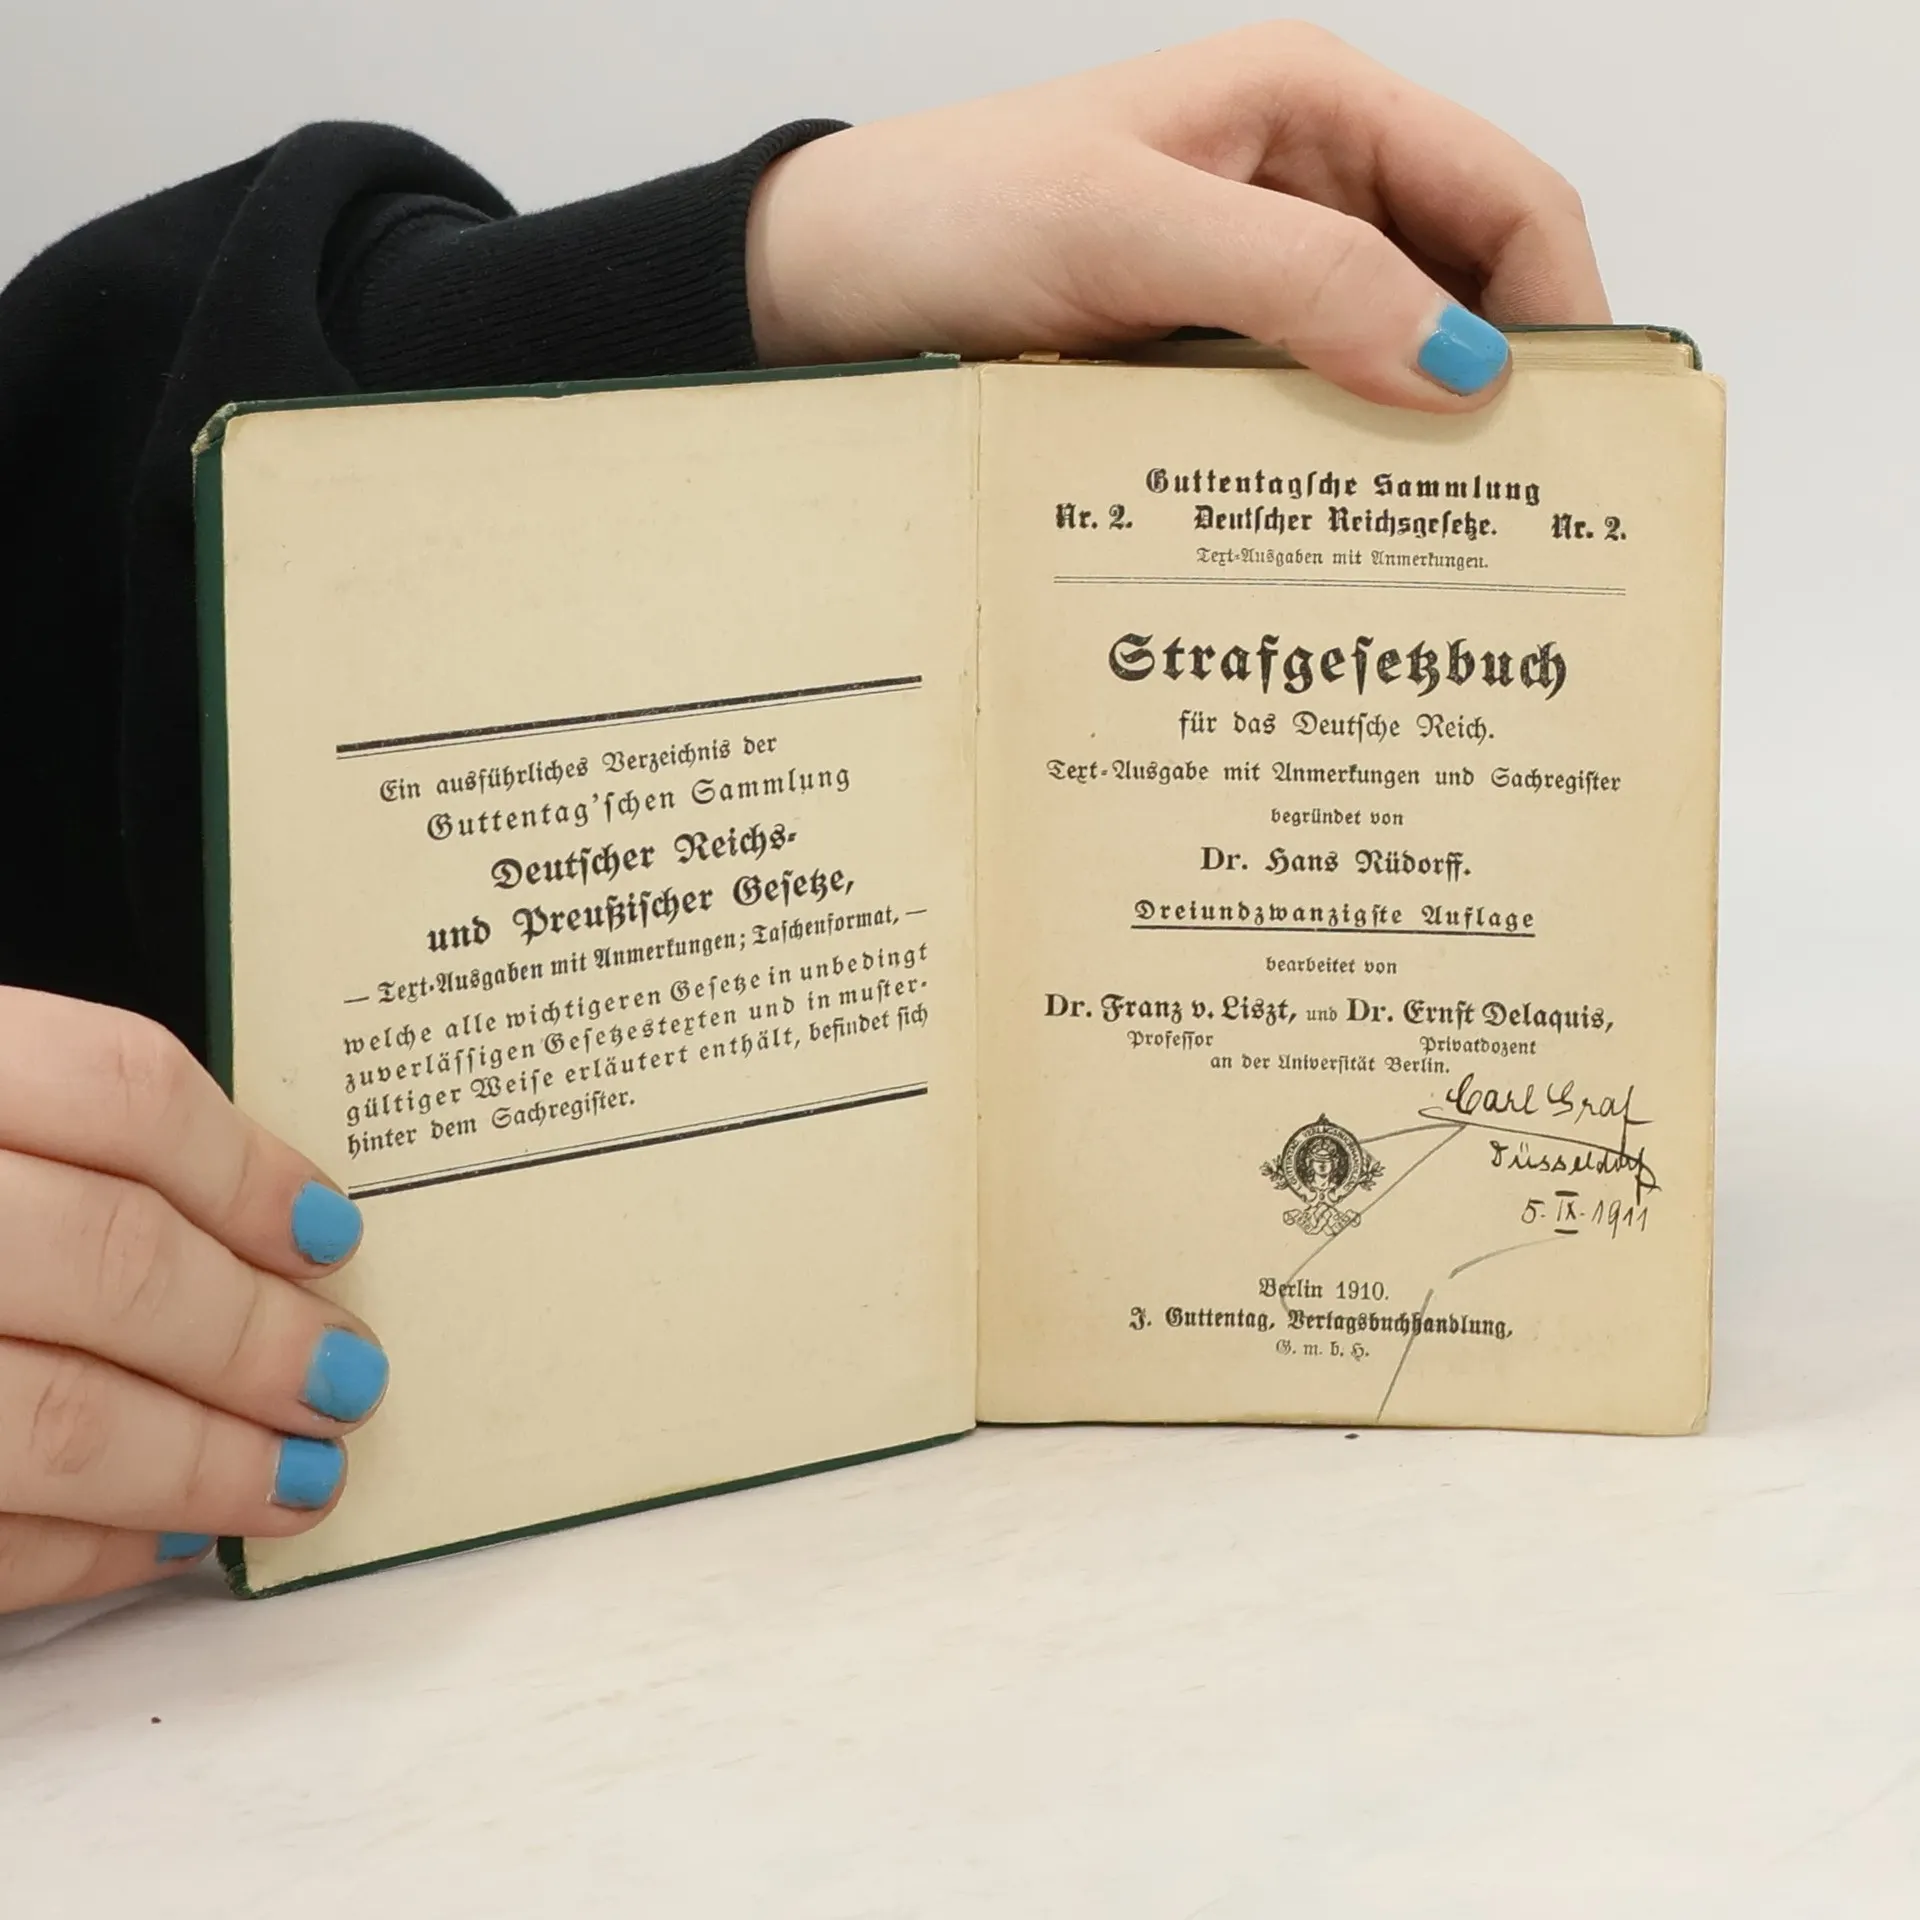 Ein ausführliches Verzeichnis der
Guttentag'schen Sammlung
Deutscher Reichs-
und Preußischer Gesetze,
— Text-Ausgaben mit Anmerkungen; Taschenformat, —
welche alle wichtigeren Gesetze in unbedingt
zuverlässigen Gesetzestexten und in muster-
gültiger Weise erläutert enthält, befindet sich
hinter dem Sachregister.
Guttentagsche Sammlung
Nr. 2. Deutscher Reichsgesetze. Nr. 2.
Text-Ausgaben mit Anmerkungen.
Strafgesetzbuch
für das Deutsche Reich.
Text-Ausgabe mit Anmerkungen und Sachregister
begründet von
Dr. Hans Rüdorff.
Dreiundzwanzigste Auflage
bearbeitet von
Dr. Franz v. Liszt, und Dr. Ernst Delaquis,
Professor Privatdozent
an der Universität Berlin.
Carl Graf
Düsseldorf
5. IX. 1911
Berlin 1910.
J. Guttentag, Verlagsbuchhandlung,
G. m. b. H.